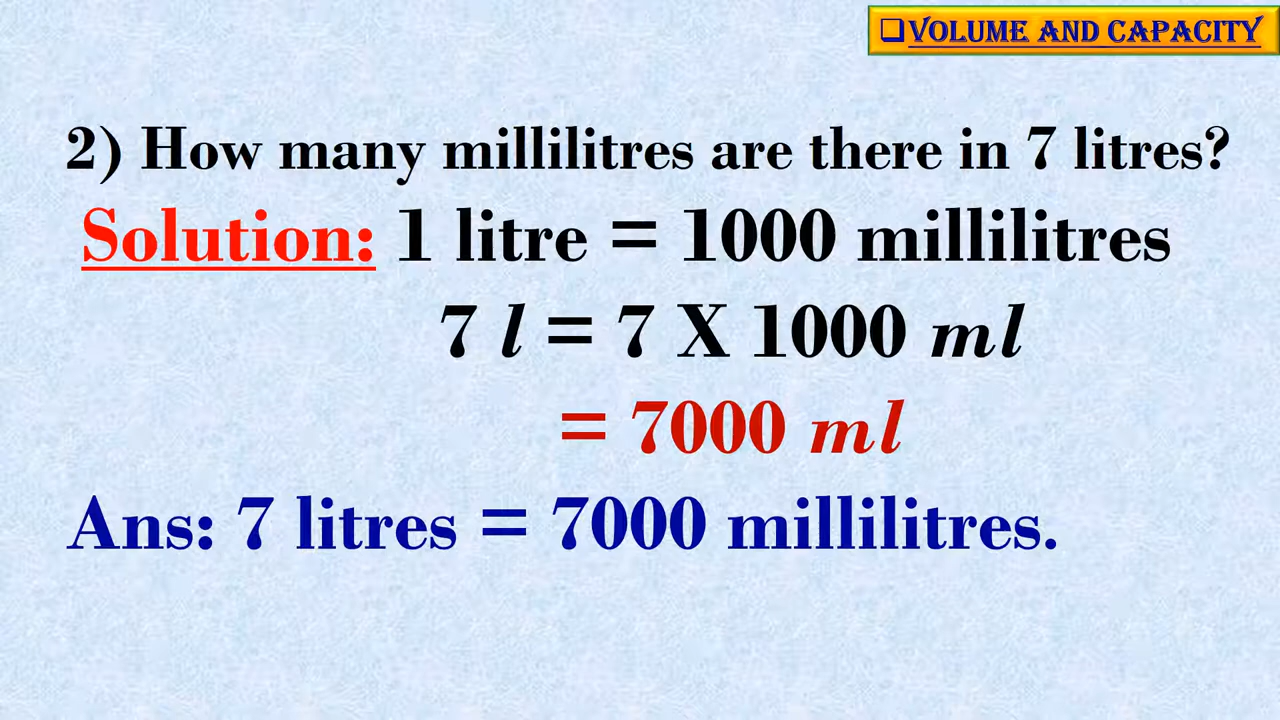 ❑VOLUME AND CAPACITY
2) How many millilitres are there in 7 litres?
Solution: 1 litre = 1000 millilitres
7 l = 7 X 1000 ml
= 7000 ml
Ans: 7 litres = 7000 millilitres.